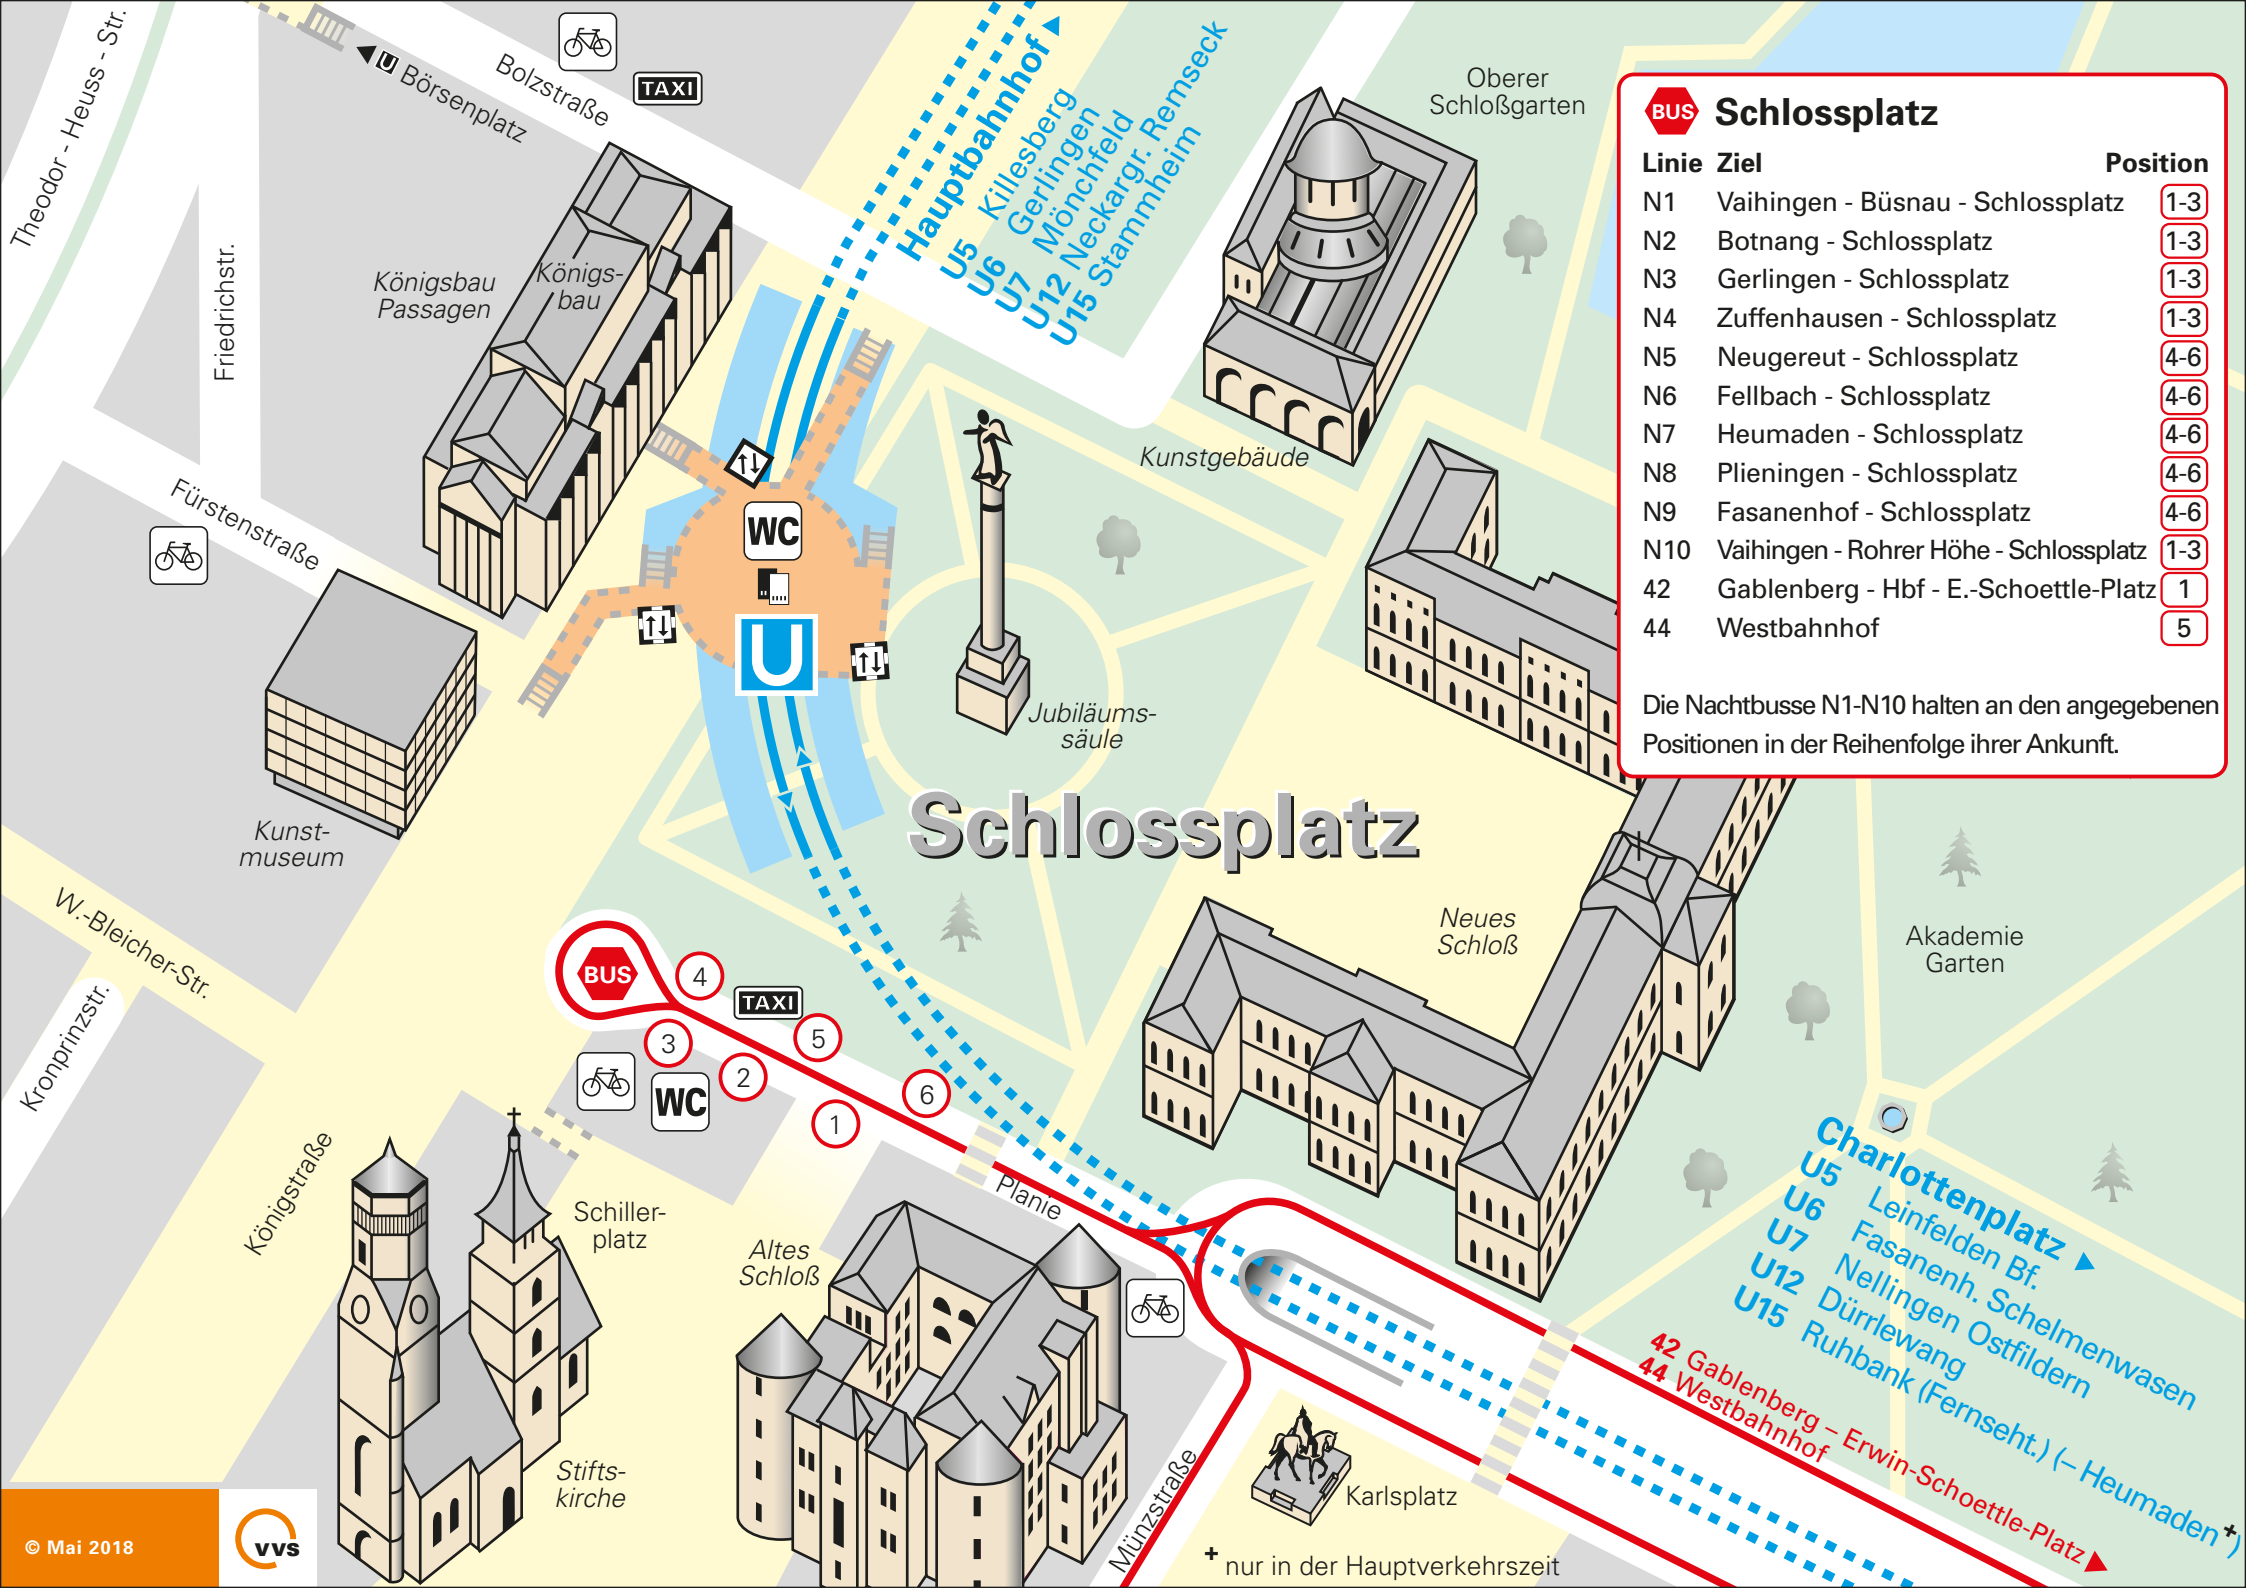 Theodor - Heuss - Str.
U Börsenplatz
Bolzstraße
TAXI
Friedrichstr.
Königsbau
Passagen
Königs-
bau
Hauptbahnhof
U5 Killesberg
U6 Gerlingen
U7 Mönchfeld
U12 Neckargr. Remseck
U15 Stammheim
Oberer
Schloßgarten
Kunstgebäude
BUS Schlossplatz
Linie Ziel Position
N1 Vaihingen - Büsnau - Schlossplatz 1-3
N2 Botnang - Schlossplatz 1-3
N3 Gerlingen - Schlossplatz 1-3
N4 Zuffenhausen - Schlossplatz 1-3
N5 Neugereut - Schlossplatz 4-6
N6 Fellbach - Schlossplatz 4-6
N7 Heumaden - Schlossplatz 4-6
N8 Plieningen - Schlossplatz 4-6
N9 Fasanenhof - Schlossplatz 4-6
N10 Vaihingen - Rohrer Höhe - Schlossplatz 1-3
42 Gablenberg - Hbf - E.-Schoettle-Platz 1
44 Westbahnhof 5
Die Nachtbusse N1-N10 halten an den angegebenen
Positionen in der Reihenfolge ihrer Ankunft.
Fürstenstraße
WC
U
Jubiläums-
säule
Kunst-
museum
Schlossplatz
W.-Bleicher-Str.
Kronprinzstr.
Neues
Schloß
Akademie
Garten
BUS
4
TAXI
5
3
2
6
1
WC
Königstraße
Schiller-
platz
Planie
Altes
Schloß
Stifts-
kirche
Charlottenplatz
U5 Leinfelden Bf.
U6 Fasanenh. Schelmenwasen
U7 Nellingen Ostfildern
U12 Dürrlewang
U15 Ruhbank (Fernseht.) (– Heumaden +)
42 Gablenberg – Erwin-Schoettle-Platz
44 Westbahnhof
Münzstraße
Karlsplatz
+ nur in der Hauptverkehrszeit
© Mai 2018
vvs